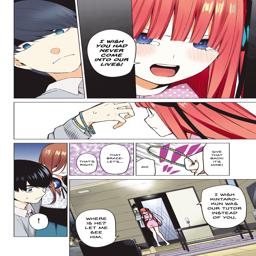 I WISH
YOU HAD
NEVER
COME
INTO OUR
LIVES!
GIVE
THAT
BACK!
IT'S
MINE!
AH!
THAT
BRACE-
LET'S...
THAT'S
RIGHT.
I WISH
KINTARO-
KUN WAS
OUR TUTOR
INSTEAD
OF YOU.
WHERE
IS HE?
LET ME
SEE
HIM.
!